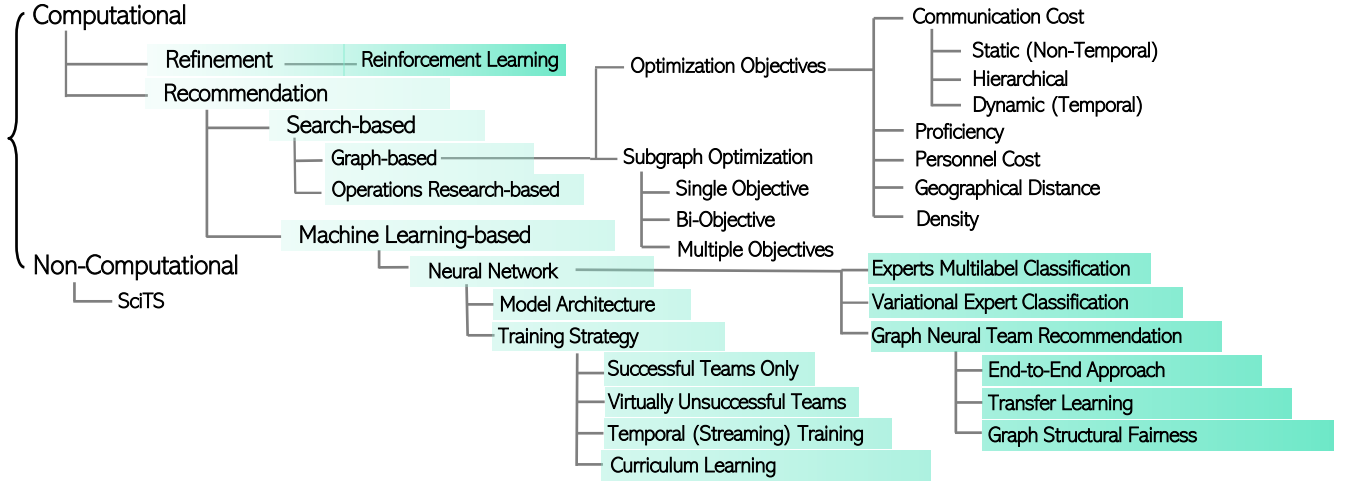 Computational
Refinement
Reinforcement Learning
Recommendation
Search-based
Graph-based
Operations Research-based
Optimization Objectives
Communication Cost
Static (Non-Temporal)
Hierarchical
Dynamic (Temporal)
Proficiency
Personnel Cost
Geographical Distance
Density
Subgraph Optimization
Single Objective
Bi-Objective
Multiple Objectives
Machine Learning-based
Neural Network
Model Architecture
Training Strategy
Successful Teams Only
Virtually Unsuccessful Teams
Temporal (Streaming) Training
Curriculum Learning
Experts Multilabel Classification
Variational Expert Classification
Graph Neural Team Recommendation
End-to-End Approach
Transfer Learning
Graph Structural Fairness
Non-Computational
SciTS